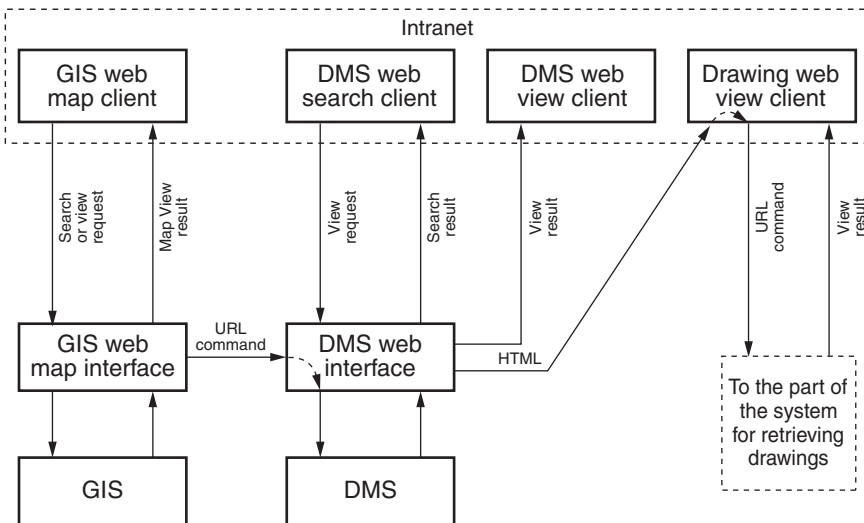 Intranet
GIS web
map client
DMS web
search client
DMS web
view client
Drawing web
view client
Search
or view
request
Map View
result
View
request
Search
result
View
result
URL
command
View
result
GIS web
map interface
URL
command
DMS web
interface
HTML
To the part of
the system
for retrieving
drawings
GIS
DMS